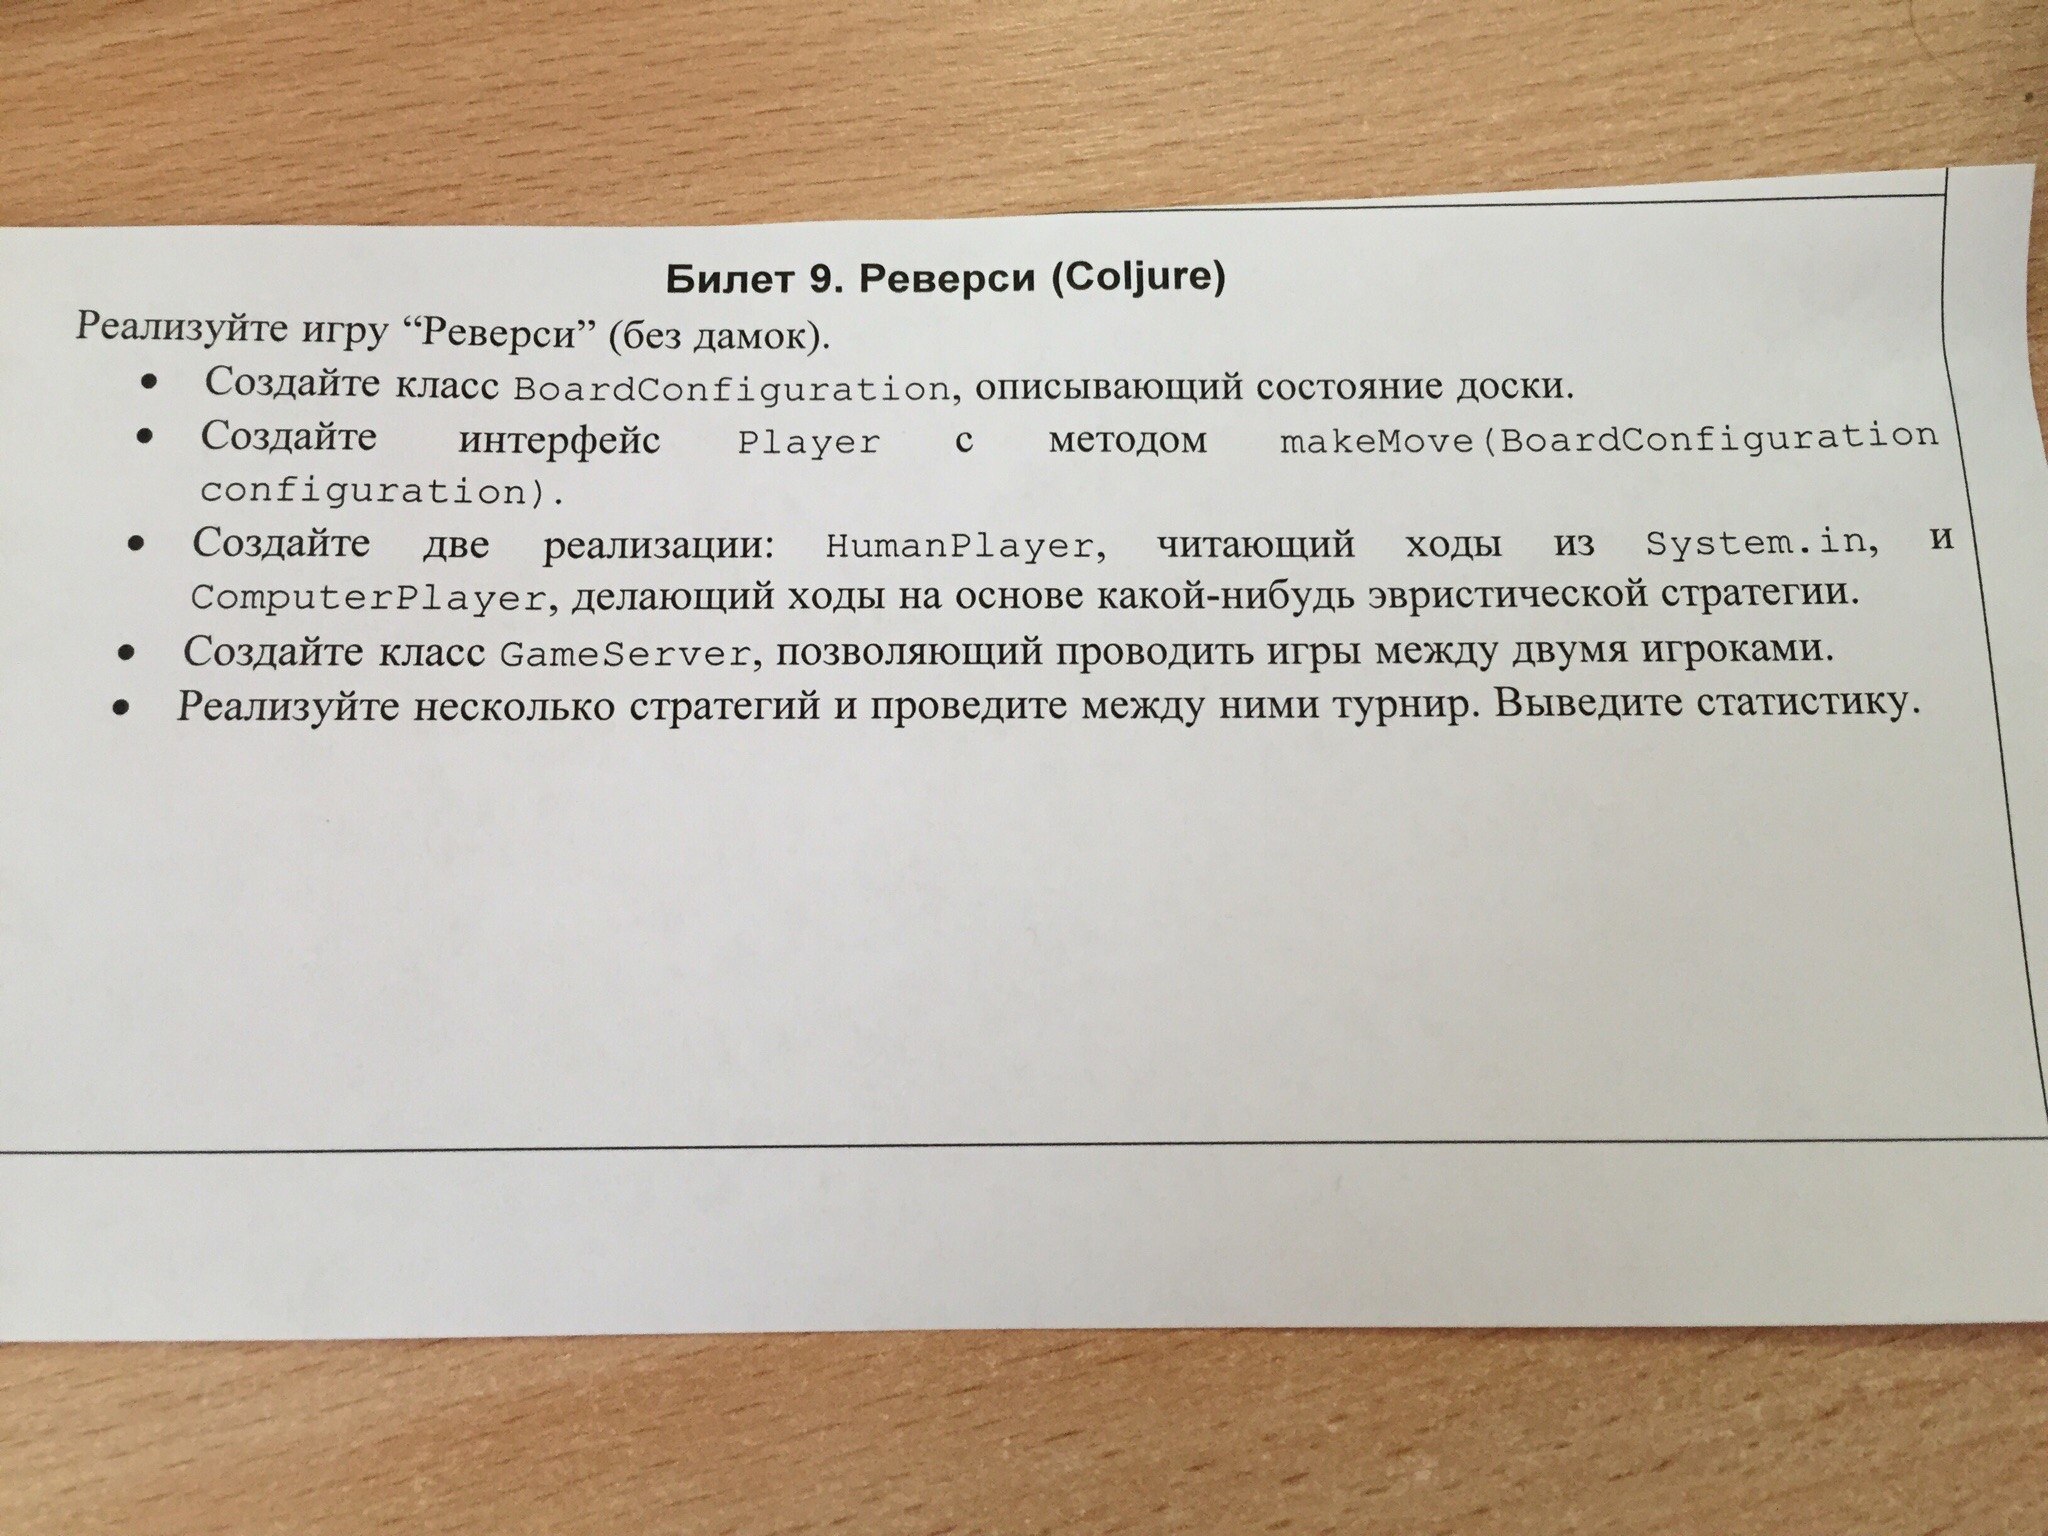 Билет 9. Реверси (Coljure)
Реализуйте игру “Реверси” (без дамок).
• Создайте класс BoardConfiguration, описывающий состояние доски.
• Создайте интерфейс Player с методом makeMove(BoardConfiguration
configuration).
• Создайте две реализации: HumanPlayer, читающий ходы из System.in, и
ComputerPlayer, делающий ходы на основе какой-нибудь эвристической стратегии.
• Создайте класс GameServer, позволяющий проводить игры между двумя игроками.
• Реализуйте несколько стратегий и проведите между ними турнир. Выведите статистику.